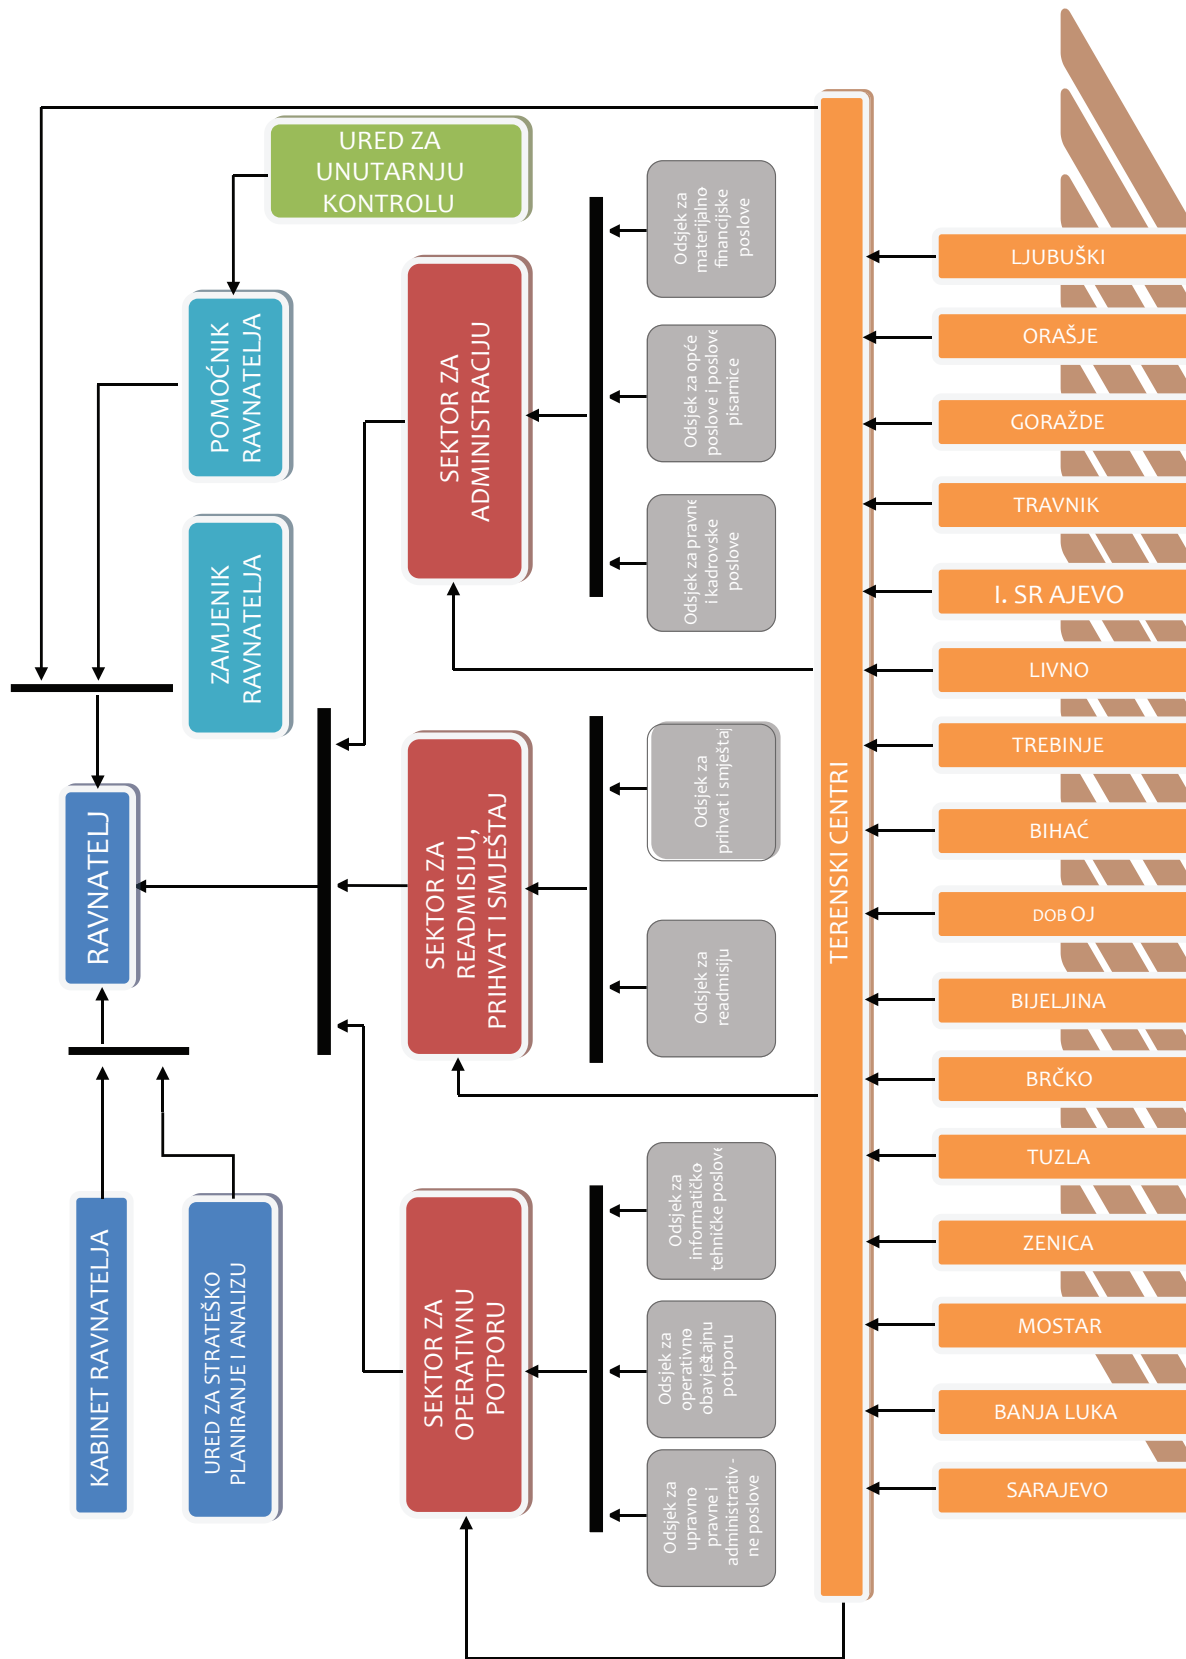 URED ZA
UNUTARNJU
KONTROLU
POMOĆNIK
RAVNATELJA
ZAMJENIK
RAVNATELJA
RAVNATELJ
KABINET RAVNATELJA
URED ZA STRATEŠKO
PLANIRANJE I ANALIZU
SEKTOR ZA
ADMINISTRACIJU
SEKTOR ZA
READMISIJU,
PRIHVAT I SMJEŠTAJ
SEKTOR ZA
OPERATIVNU
POTPORU
Odsjek za
materijalno
financijske
poslove
Odsjek za opće
poslove i poslove
pisarnice
Odsjek za pravne
i kadrovske
poslove
Odsjek za
prihvat i smještaj
Odsjek za
readmisiju
Odsjek za
informatičko
tehničke poslove
Odsjek za
operativno
obavještajnu
potporu
Odsjek za
upravno
pravne i
administrativ -
ne poslove
TERENSKI CENTRI
LJUBUŠKI
ORAŠJE
GORAŽDE
TRAVNIK
I. SR AJEVO
LIVNO
TREBINJE
BIHAĆ
DOB OJ
BIJELJINA
BRČKO
TUZLA
ZENICA
MOSTAR
BANJA LUKA
SARAJEVO